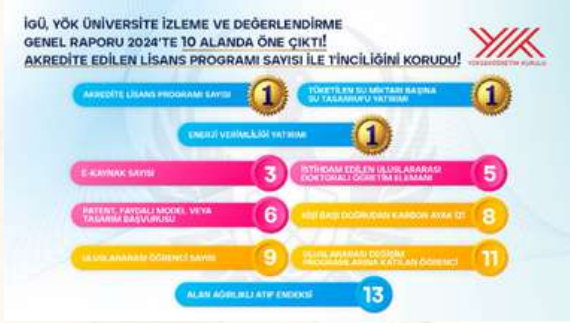 İGÜ, YÖK ÜNİVERSİTE İZLEME VE DEĞERLENDİRME
GENEL RAPORU 2024'TE 10 ALANDA ÖNE ÇIKTI!
AKREDİTE EDİLEN LİSANS PROGRAMI SAYISI İLE 1'İNCİLİĞİNİ KORUDU!
YÜKSEKÖĞRETİM KURULU
AKREDİTE LİSANS PROGRAMI SAYISI
1
TÜKETİLEN SU MİKTARI BAŞINA
SU TASARRUFU YATIRIMI
1
ENERJİ VERİMLİLİĞİ YATIRIMI
1
E-KAYNAK SAYISI
3
İSTİHDAM EDİLEN ULUSLARARASI
DOKTORALI ÖĞRETİM ELEMANI
5
PATENT, FAYDALI MODEL VEYA
TASARIM BAŞVURUSU
6
KİŞİ BAŞI DOĞRUDAN KARBON AYAK İZİ
8
ULUSLARARASI ÖĞRENCİ SAYISI
9
ULUSLARARASI DEĞİŞİM
PROGRAMLARINA KATILAN ÖĞRENCİ
11
ALAN AĞIRLIKLI ATIF ENDEKSİ
13